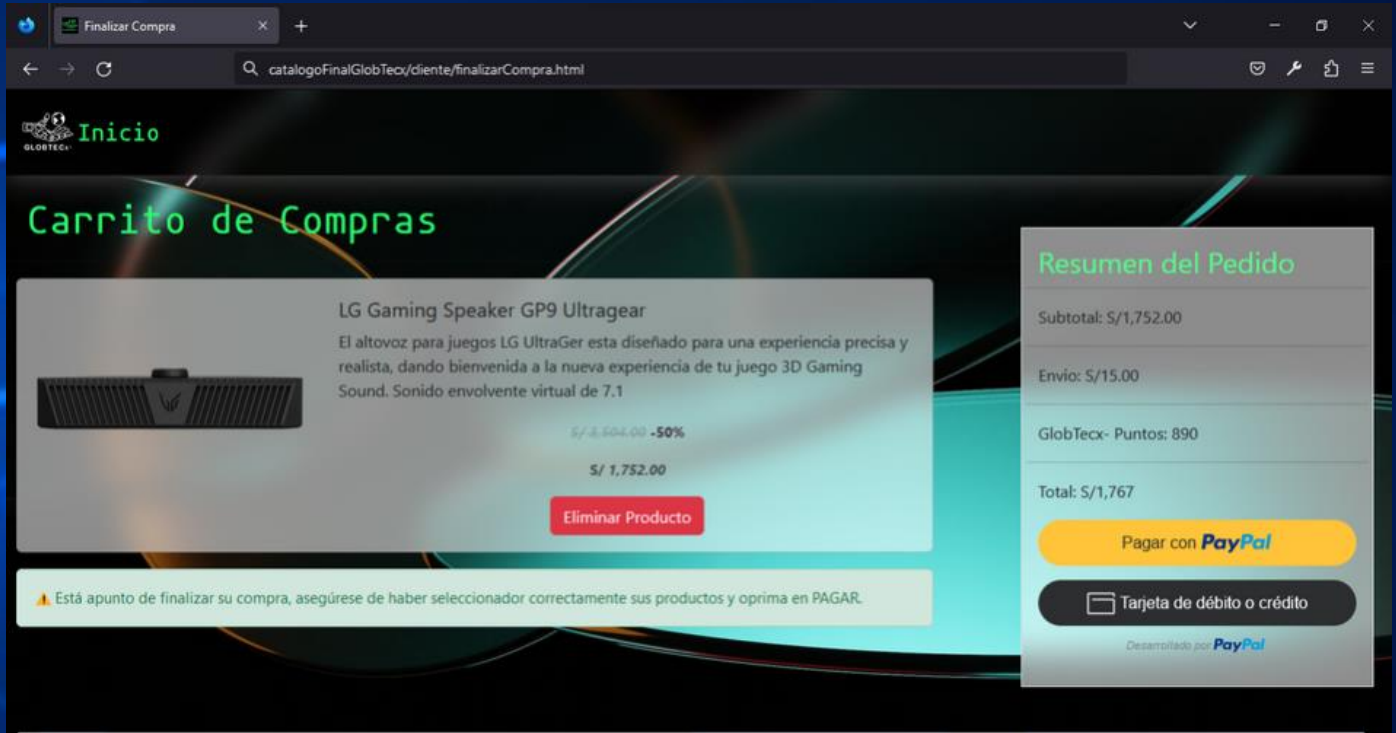 Finalizar Compra
catalogoFinalGlobTecx/cliente/finalizarCompra.html
GLOBTECx-
Inicio
Carrito de Compras
LG Gaming Speaker GP9 Ultragear
El altovoz para juegos LG UltraGer esta diseñado para una experiencia precisa y
realista, dando bienvenida a la nueva experiencia de tu juego 3D Gaming
Sound. Sonido envolvente virtual de 7.1
S/ 3,504.00 -50%
S/ 1,752.00
Eliminar Producto
⚠ Está apunto de finalizar su compra, asegúrese de haber seleccionador correctamente sus productos y oprima en PAGAR.
Resumen del Pedido
Subtotal: S/1,752.00
Envio: S/15.00
GlobTecx- Puntos: 890
Total: S/1,767
Pagar con PayPal
Tarjeta de débito o crédito
Desarrollado por PayPal